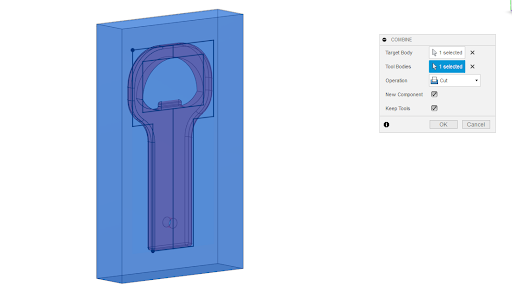 COMBINE
Target Body 1 selected
Tool Bodies 1 selected
Operation Cut
New Component
Keep Tools
OK Cancel